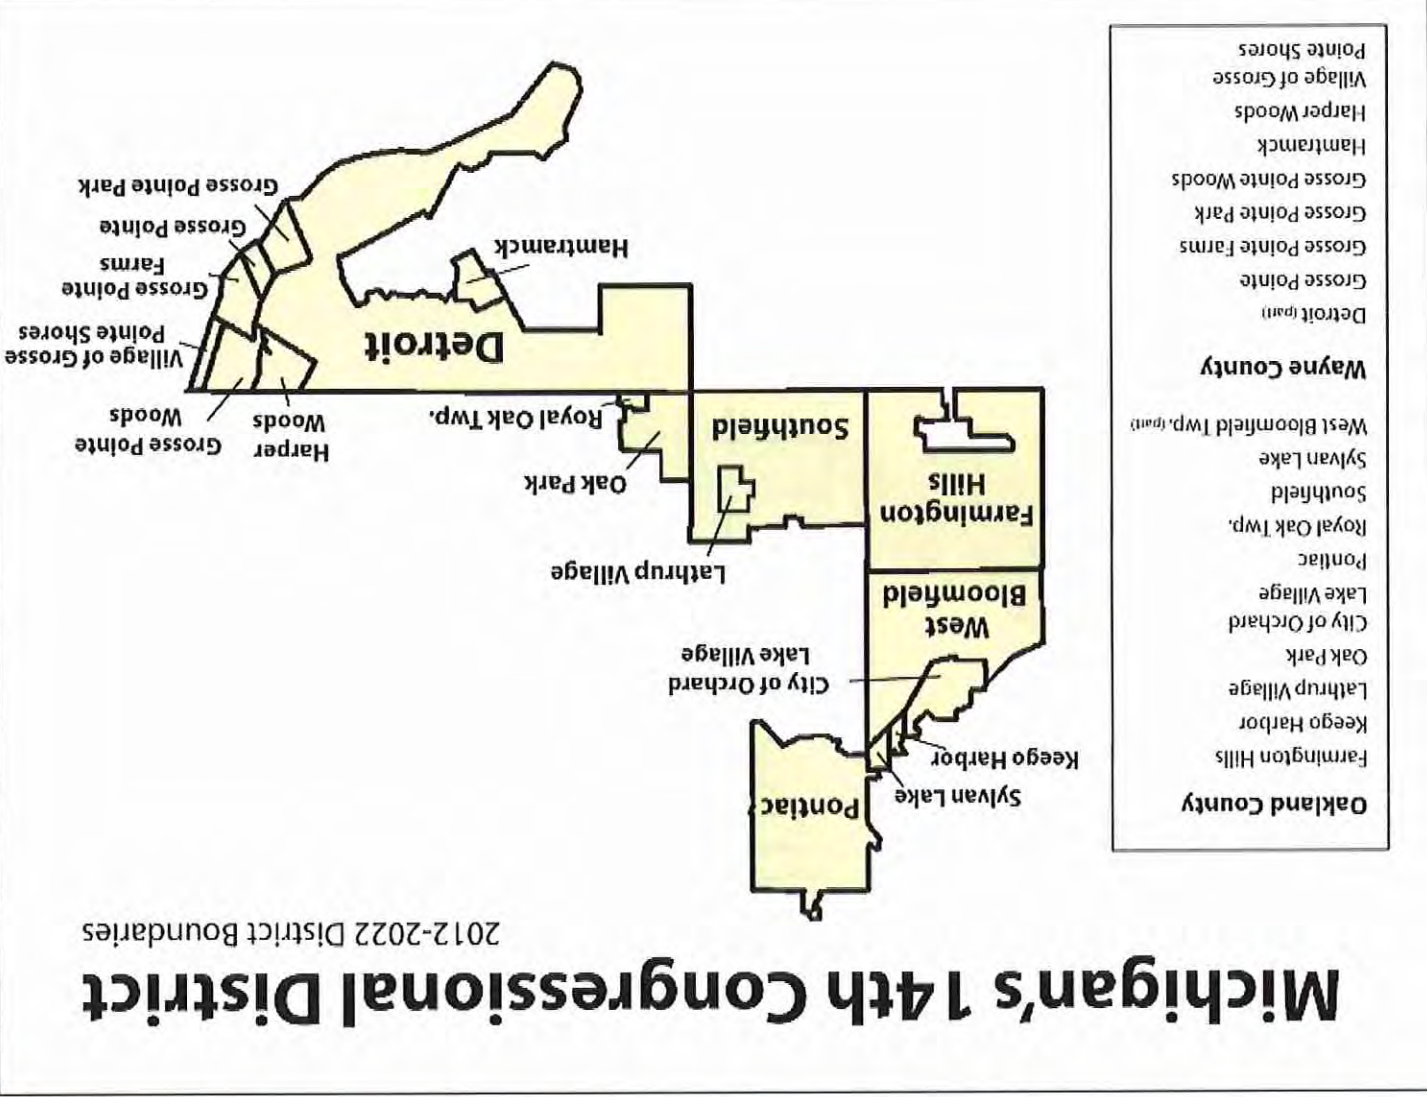 Michigan's 14th Congressional District
2012-2022 District Boundaries
Oakland County
Farmington Hills
Keego Harbor
Lathrup Village
Oak Park
City of Orchard
Lake Village
Pontiac
Royal Oak Twp.
Southfield
Sylvan Lake
West Bloomfield Twp. (part)
Wayne County
Detroit (part)
Grosse Pointe
Grosse Pointe Farms
Grosse Pointe Park
Grosse Pointe Woods
Hamtramck
Harper Woods
Village of Grosse
Pointe Shores
Pontiac
Sylvan Lake
Keego Harbor
City of Orchard
Lake Village
West
Bloomfield
Lathrup Village
Farmington
Hills
Southfield
Oak Park
Royal Oak Twp.
Harper
Woods
Grosse Pointe
Woods
Detroit
Village of Grosse
Pointe Shores
Grosse Pointe
Farms
Hamtramck
Grosse Pointe
Grosse Pointe Park